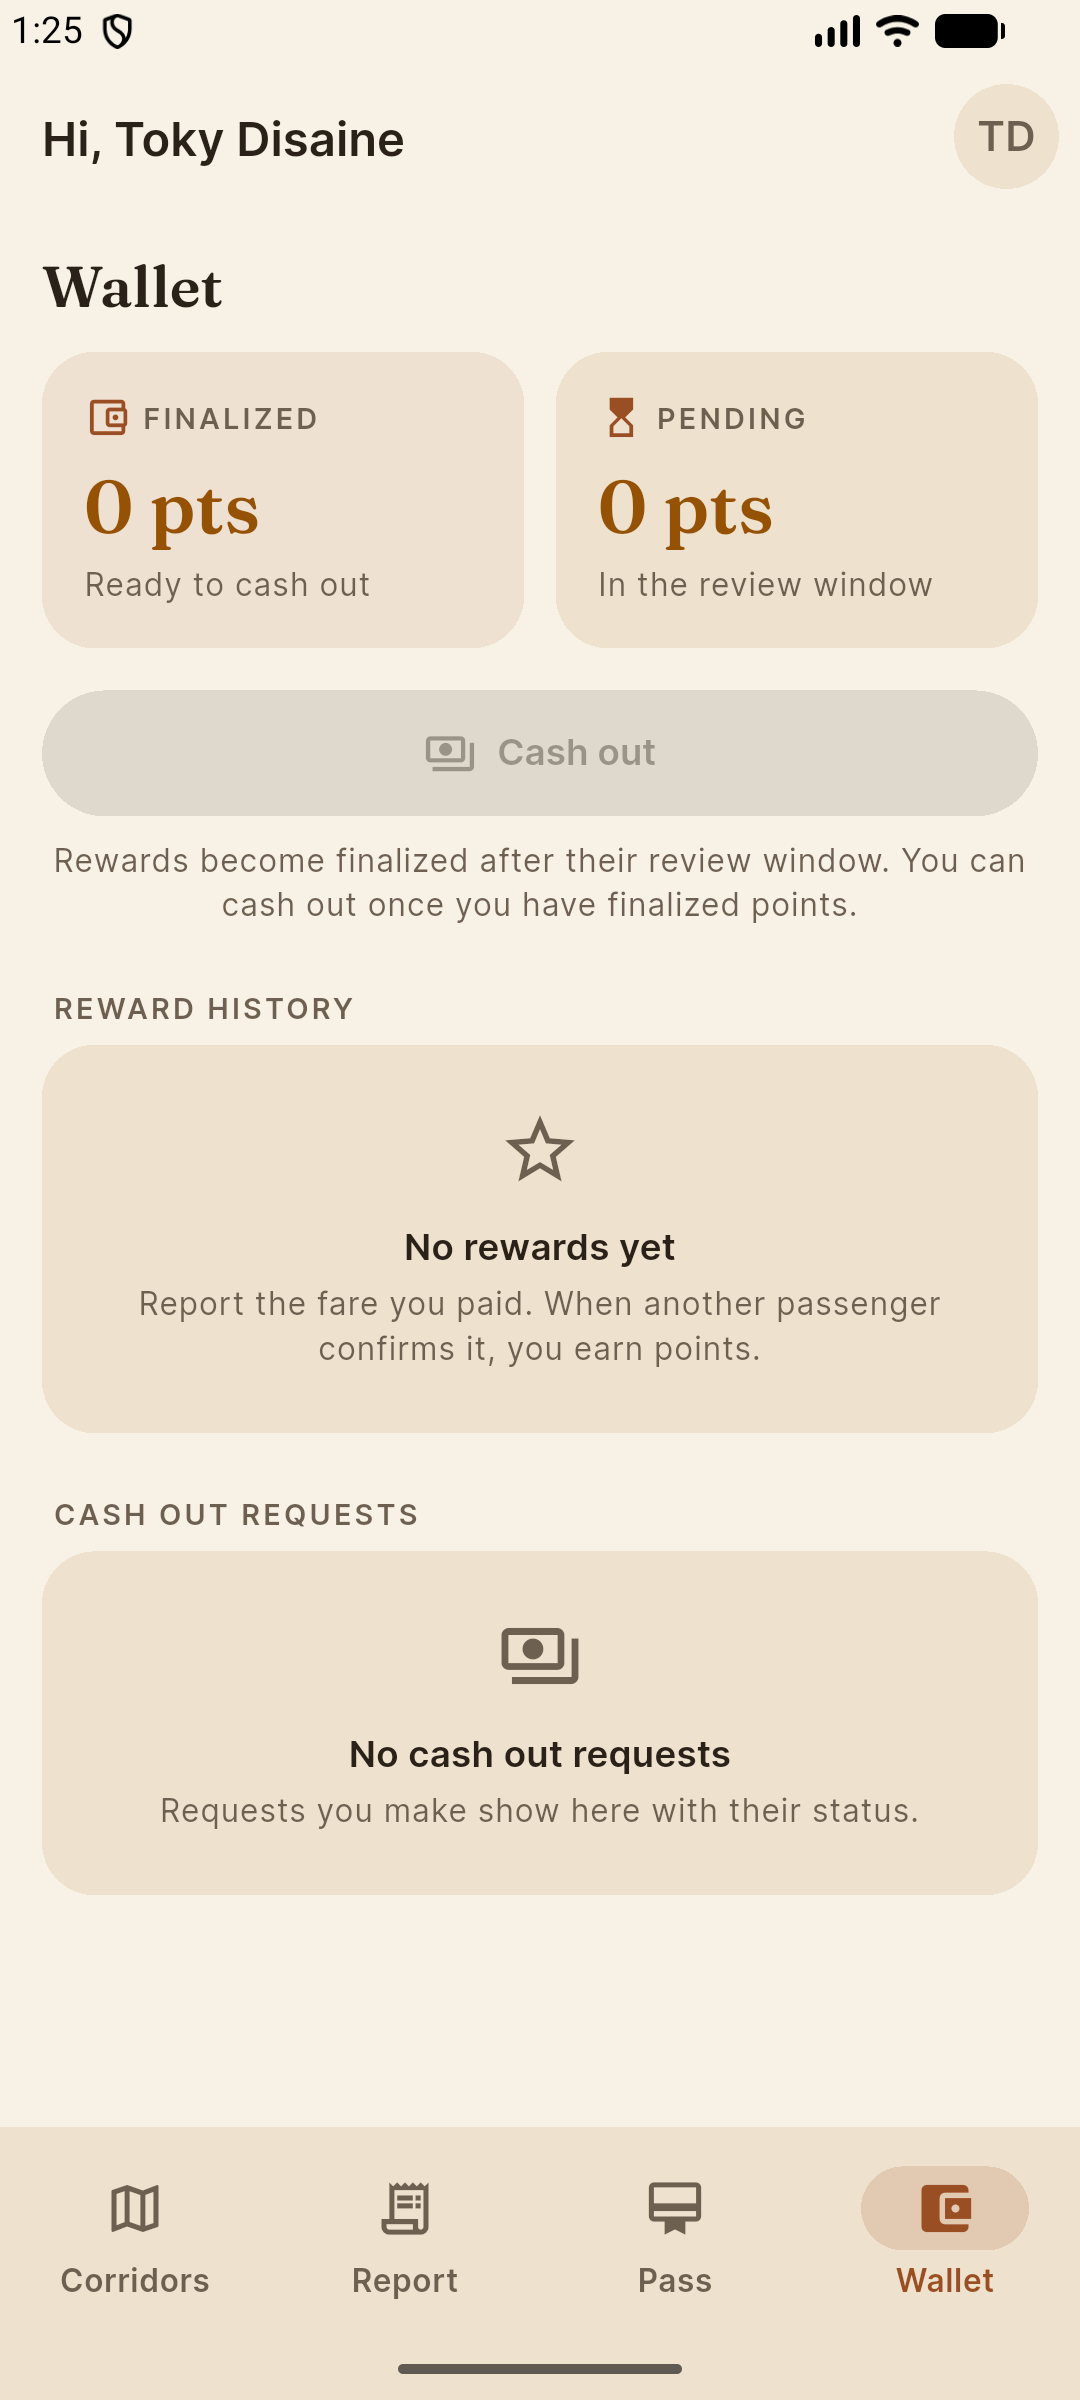 1:25
Hi, Toky Disaine
TD
Wallet
FINALIZED
0 pts
Ready to cash out
PENDING
0 pts
In the review window
Cash out
Rewards become finalized after their review window. You can
cash out once you have finalized points.
REWARD HISTORY
No rewards yet
Report the fare you paid. When another passenger
confirms it, you earn points.
CASH OUT REQUESTS
No cash out requests
Requests you make show here with their status.
Corridors
Report
Pass
Wallet